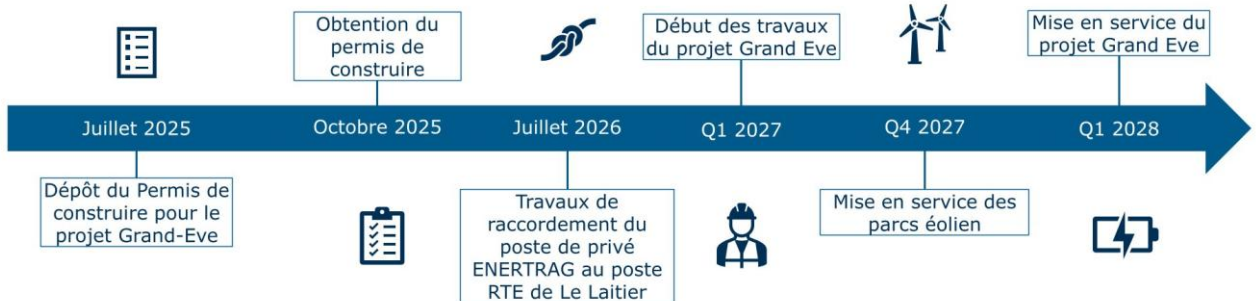 Obtention du
permis de
construire
Début des travaux
du projet Grand Eve
Mise en service du
projet Grand Eve
Juillet 2025
Octobre 2025
Juillet 2026
Q1 2027
Q4 2027
Q1 2028
Dépôt du Permis de
construire pour le
projet Grand-Eve
Travaux de
raccordement du
poste de privé
ENERTRAG au poste
RTE de Le Laitier
Mise en service des
parcs éolien